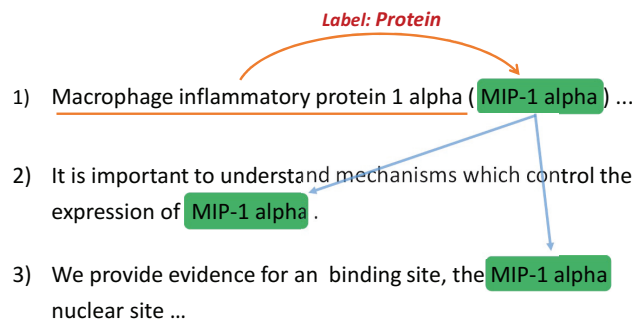 Label: Protein
1) Macrophage inflammatory protein 1 alpha ( MIP-1 alpha ) ...
2) It is important to understand mechanisms which control the
expression of MIP-1 alpha .
3) We provide evidence for an binding site, the MIP-1 alpha
nuclear site ...